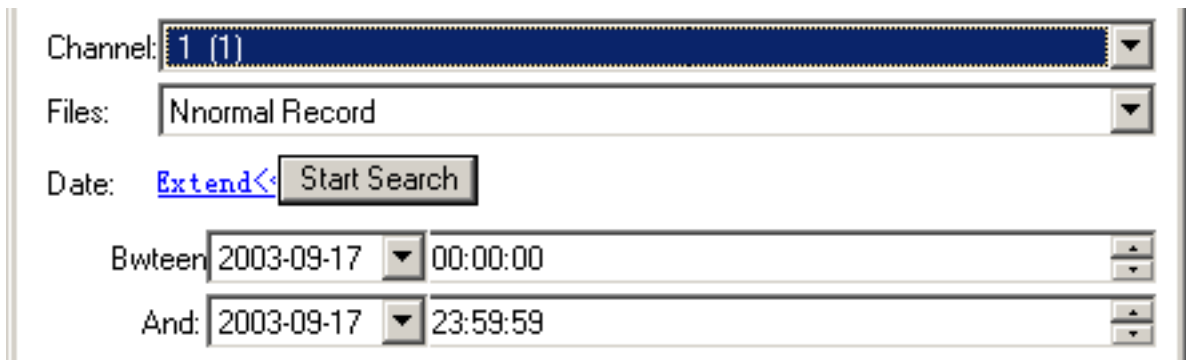 Channel: 1 (1)
Files: Nnormal Record
Date: Extend<< Start Search
Bwteen 2003-09-17 00:00:00
And: 2003-09-17 23:59:59